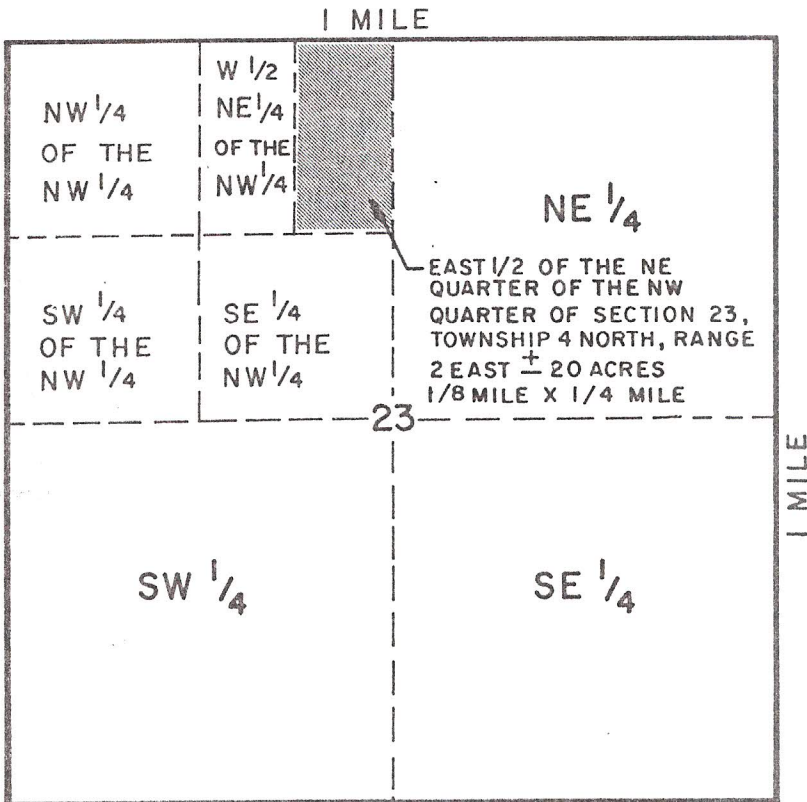 1 MILE
NW 1/4
OF THE
NW 1/4
W 1/2
NE 1/4
OF THE
NW 1/4
NE 1/4
EAST 1/2 OF THE NE
QUARTER OF THE NW
QUARTER OF SECTION 23,
TOWNSHIP 4 NORTH, RANGE
2 EAST ± 20 ACRES
1/8 MILE X 1/4 MILE
SW 1/4
OF THE
NW 1/4
SE 1/4
OF THE
NW 1/4
23
1 MILE
SW 1/4
SE 1/4